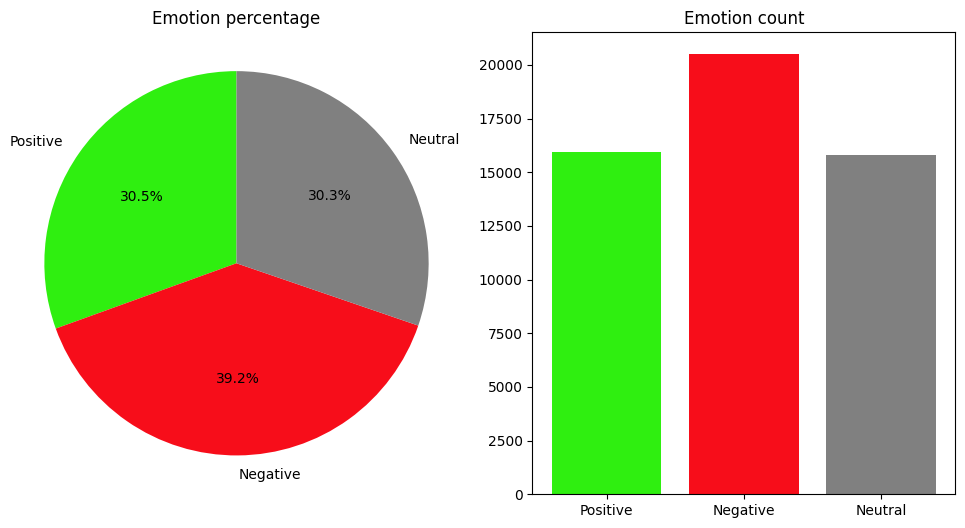 Emotion percentage
Positive
Neutral
30.5%
30.3%
39.2%
Negative
Emotion count
20000
17500
15000
12500
10000
7500
5000
2500
0
Positive
Negative
Neutral